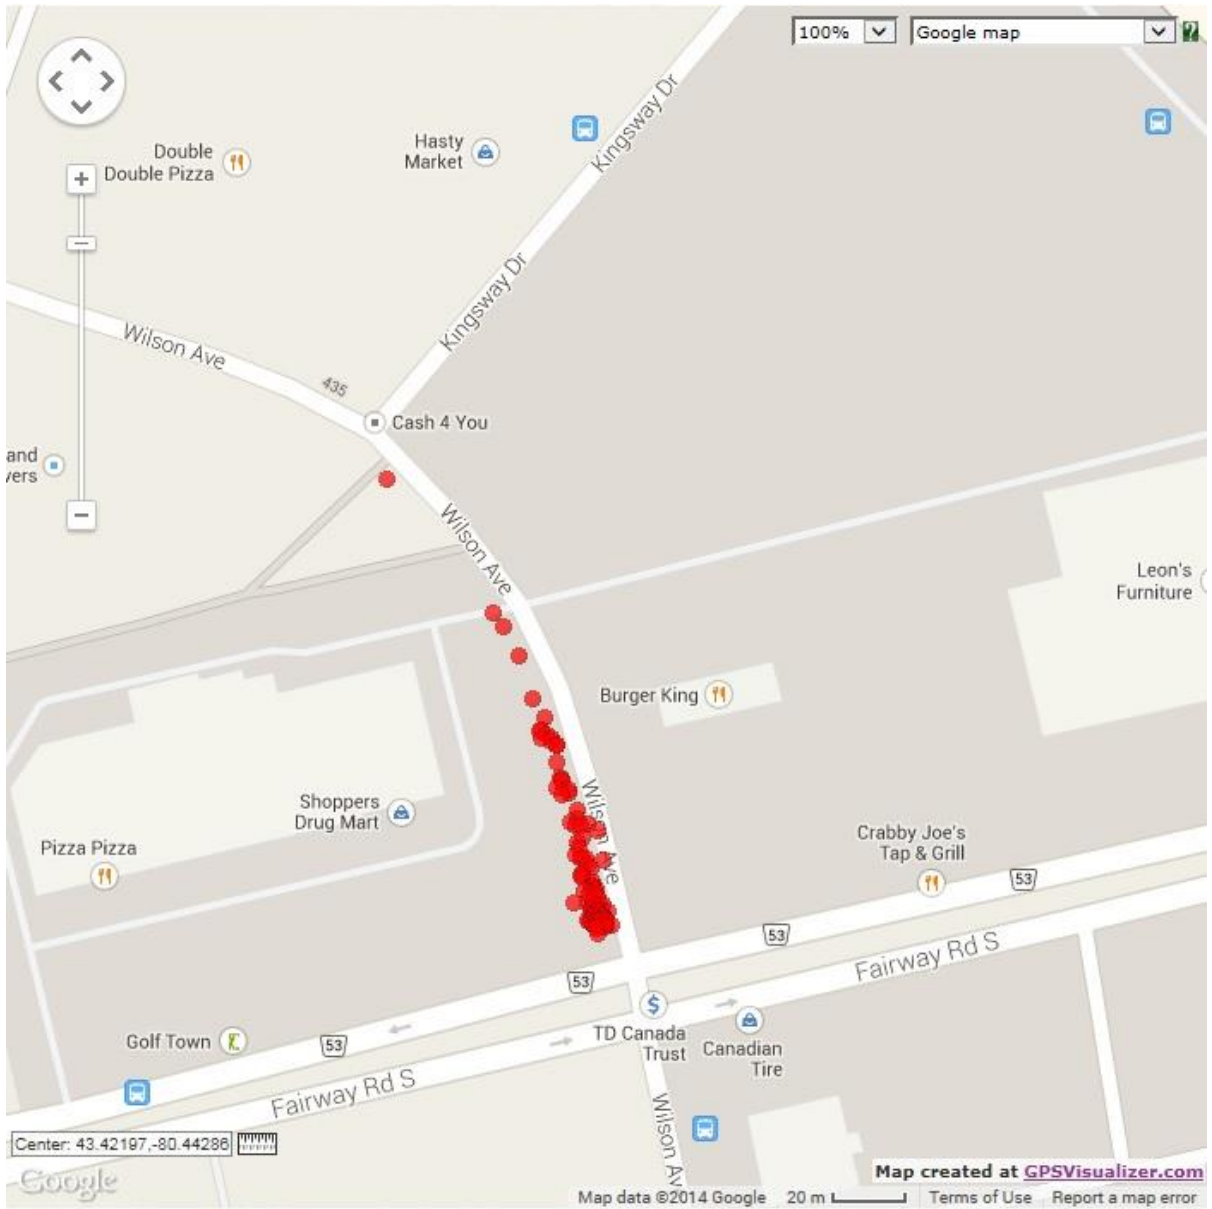 100%
Google map
?
Kingsway Dr
Double
Double Pizza
Hasty
Market
Kingsway Dr
Wilson Ave
435
Cash 4 You
and
vers
Wilson Ave
Leon's
Furniture
Burger King
Shoppers
Drug Mart
Wilson Ave
Pizza Pizza
Crabby Joe's
Tap & Grill
53
53
53
Fairway Rd S
TD Canada
Trust
Canadian
Tire
Golf Town
53
Fairway Rd S
Wilson Av
Center: 43.42197,-80.44286
Google
Map created at GPSVisualizer.com
Map data ©2014 Google
20 m
Terms of Use
Report a map error